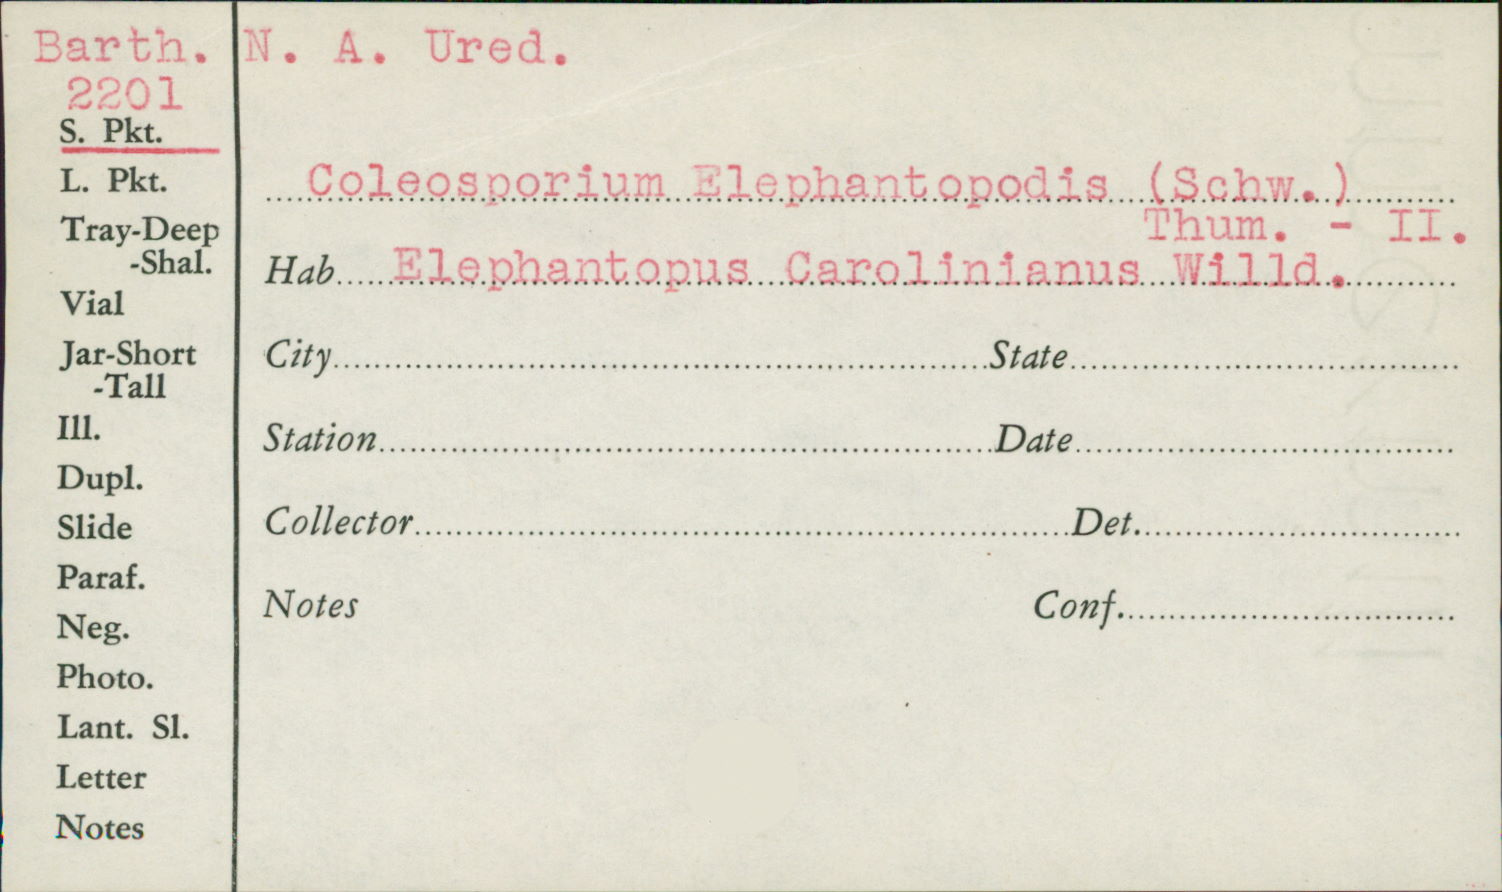 Barth. N. A. Ured.
2201
S. Pkt.
L. Pkt.
Tray-Deep
-Shal.
Vial
Jar-Short
-Tall
Ill.
Dupl.
Slide
Paraf.
Neg.
Photo.
Lant. Sl.
Letter
Notes
Coleosporium Elephantopodis (Schw.)
Thum. - II.
Hab Elephantopus Carolinianus Willd.
City State
Station Date
Collector Det.
Notes Conf.